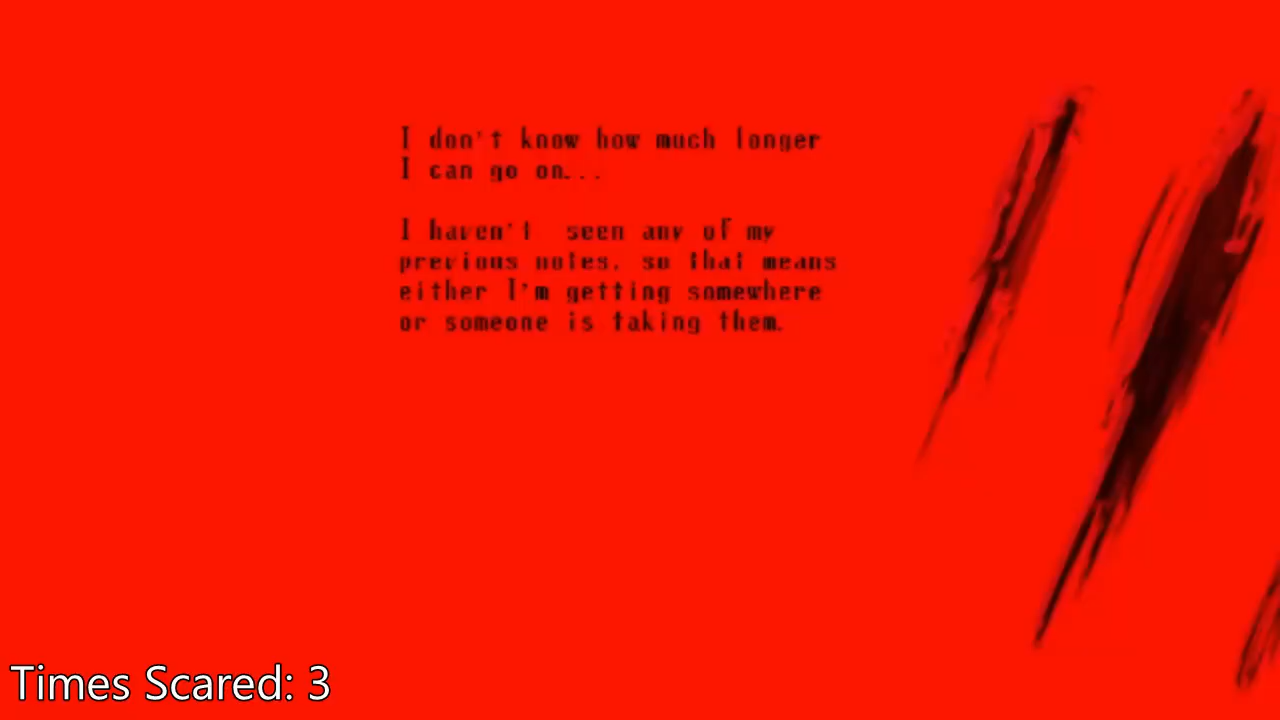 I don't know how much longer
I can go on...
I haven't seen any of my
previous notes, so that means
either I'm getting somewhere
or someone is taking them.
Times Scared: 3